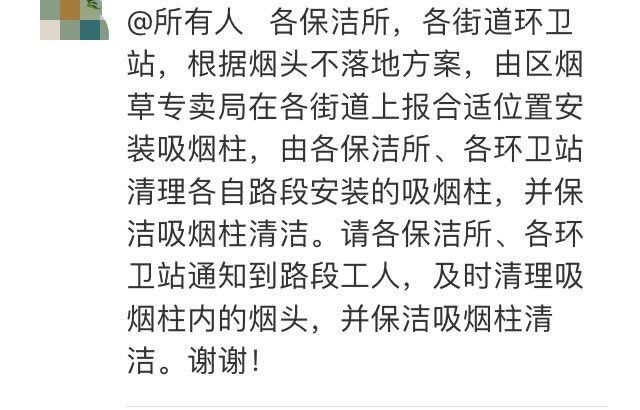 @所有人 各保洁所，各街道环卫
站，根据烟头不落地方案，由区烟
草专卖局在各街道上报合适位置安
装吸烟柱，由各保洁所、各环卫站
清理各自路段安装的吸烟柱，并保
洁吸烟柱清洁。请各保洁所、各环
卫站通知到路段工人，及时清理吸
烟柱内的烟头，并保洁吸烟柱清
洁。谢谢！